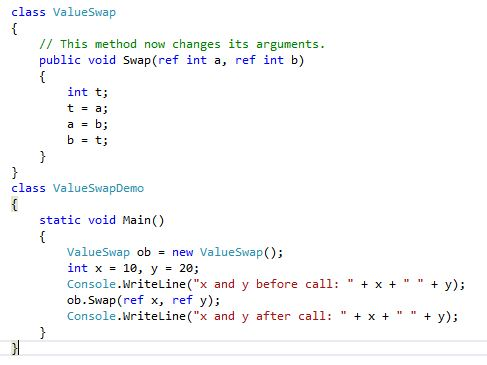 class ValueSwap
{
    // This method now changes its arguments.
    public void Swap(ref int a, ref int b)
    {
        int t;
        t = a;
        a = b;
        b = t;
    }
}
class ValueSwapDemo
{
    static void Main()
    {
        ValueSwap ob = new ValueSwap();
        int x = 10, y = 20;
        Console.WriteLine("x and y before call: " + x + " " + y);
        ob.Swap(ref x, ref y);
        Console.WriteLine("x and y after call: " + x + " " + y);
    }
}